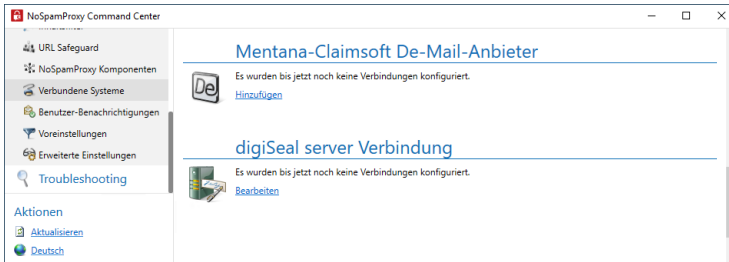 NoSpamProxy Command Center
URL Safeguard
NoSpamProxy Komponenten
Verbundene Systeme
Benutzer-Benachrichtigungen
Voreinstellungen
Erweiterte Einstellungen
Troubleshooting
Aktionen
Aktualisieren
Deutsch
Mentana-Claimsoft De-Mail-Anbieter
De
Es wurden bis jetzt noch keine Verbindungen konfiguriert.
Hinzufügen
digiSeal server Verbindung
Es wurden bis jetzt noch keine Verbindungen konfiguriert.
Bearbeiten